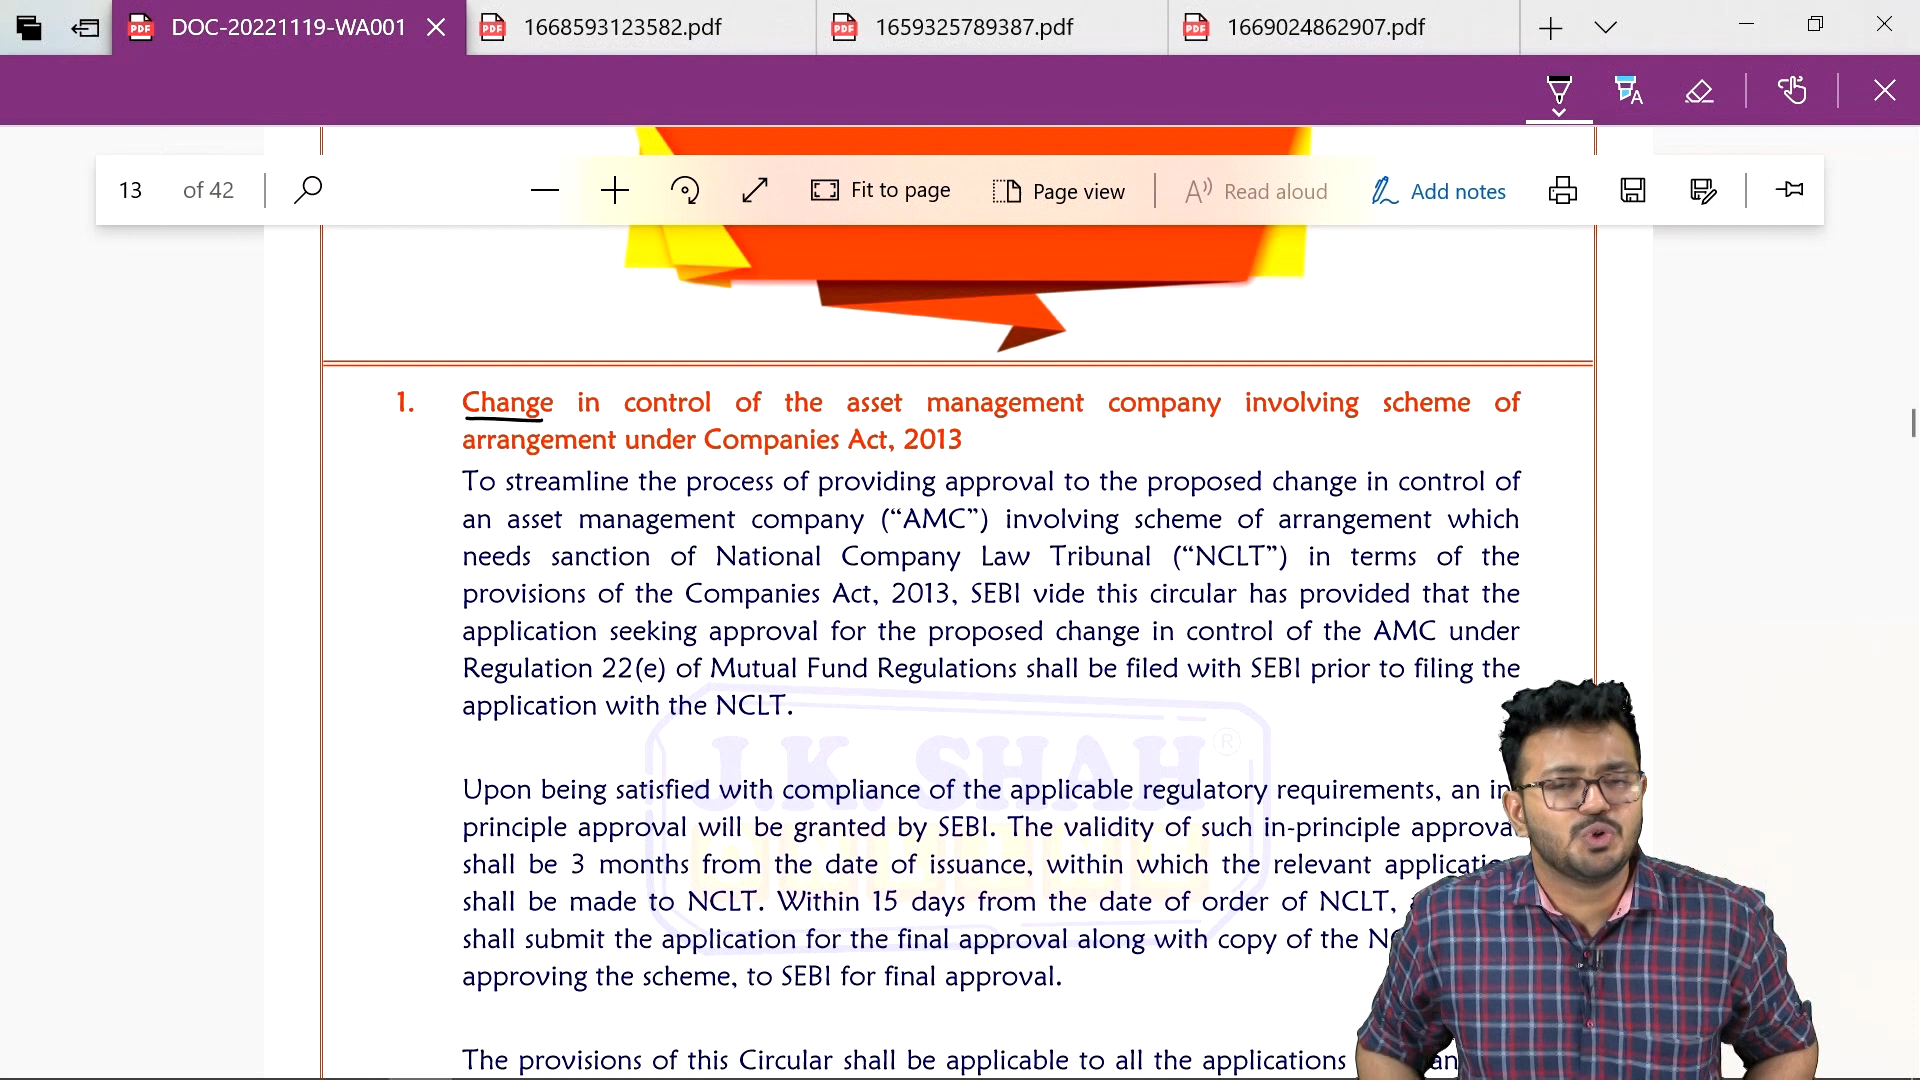 DOC-20221119-WA001
1668593123582.pdf
1659325789387.pdf
1669024862907.pdf
13 of 42
Fit to page
Page view
Read aloud
Add notes
1. Change in control of the asset management company involving scheme of
arrangement under Companies Act, 2013
To streamline the process of providing approval to the proposed change in control of
an asset management company (“AMC”) involving scheme of arrangement which
needs sanction of National Company Law Tribunal (“NCLT”) in terms of the
provisions of the Companies Act, 2013, SEBI vide this circular has provided that the
application seeking approval for the proposed change in control of the AMC under
Regulation 22(e) of Mutual Fund Regulations shall be filed with SEBI prior to filing the
application with the NCLT.
J.K. SHAH®
Upon being satisfied with compliance of the applicable regulatory requirements, an in
principle approval will be granted by SEBI. The validity of such in-principle approva
shall be 3 months from the date of issuance, within which the relevant
shall be made to NCLT. Within 15 days from the date of order of NCLT,
shall submit the application for the final approval along with copy of the
approving the scheme, to SEBI for final approval.
The provisions of this Circular shall be applicable to all the applications